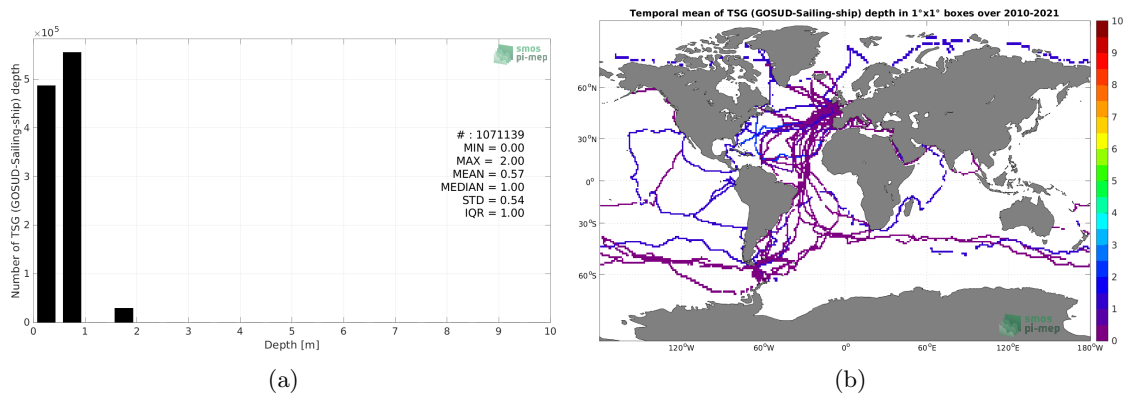 ×10⁵
5
4
3
2
1
0
Number of TSG (GOSUD-Sailing-ship) depth
smos
pi-mep
# : 1071139
MIN = 0.00
MAX = 2.00
MEAN = 0.57
MEDIAN = 1.00
STD = 0.54
IQR = 1.00
0 1 2 3 4 5 6 7 8 9 10
Depth [m]
(a)
Temporal mean of TSG (GOSUD-Sailing-ship) depth in 1°x1° boxes over 2010-2021
60°N
30°N
0°
30°S
60°S
120°W 60°W 0° 60°E 120°E 180°W
smos
pi-mep
10
9
8
7
6
5
4
3
2
1
0
(b)